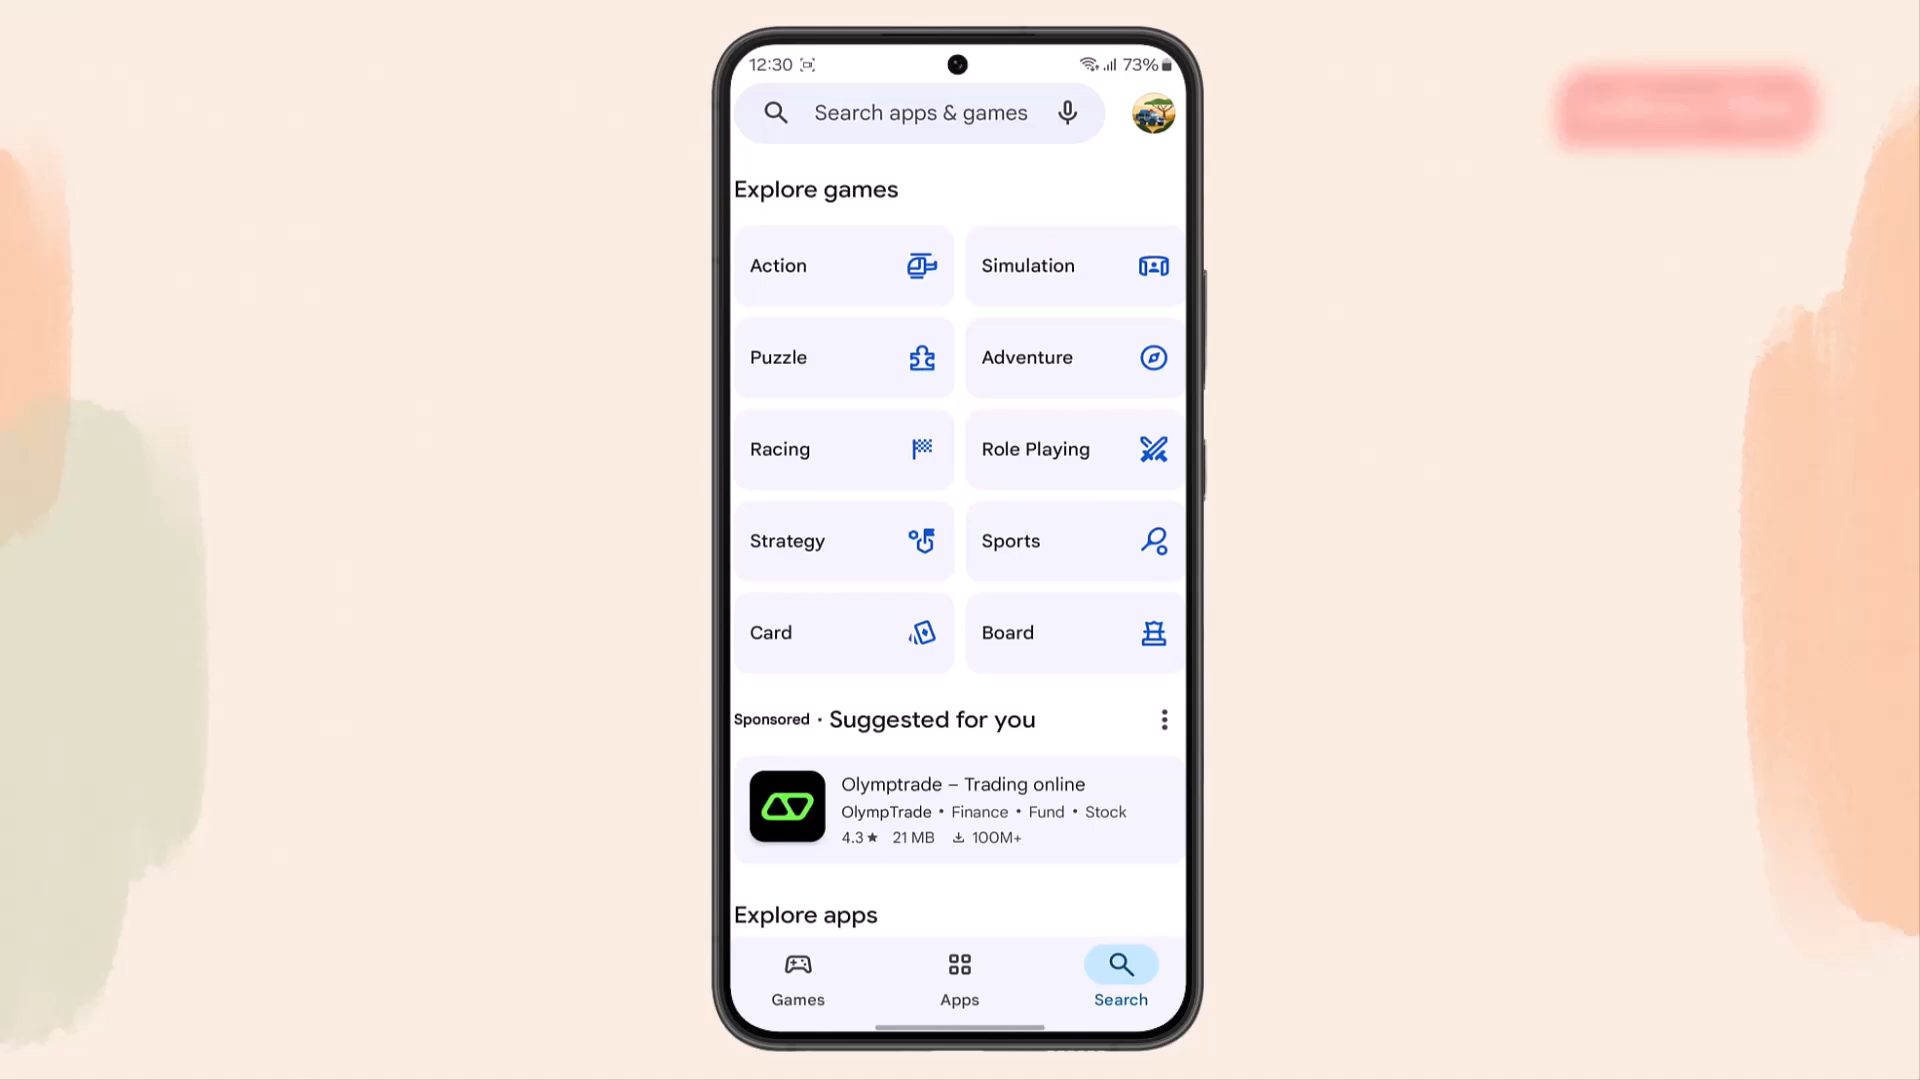 12:30 73%
Search apps & games
Explore games
Action Simulation
Puzzle Adventure
Racing Role Playing
Strategy Sports
Card Board
Sponsored • Suggested for you
Olymptrade – Trading online
OlympTrade • Finance • Fund • Stock
4.3★ 21 MB 100M+
Explore apps
Games Apps Search